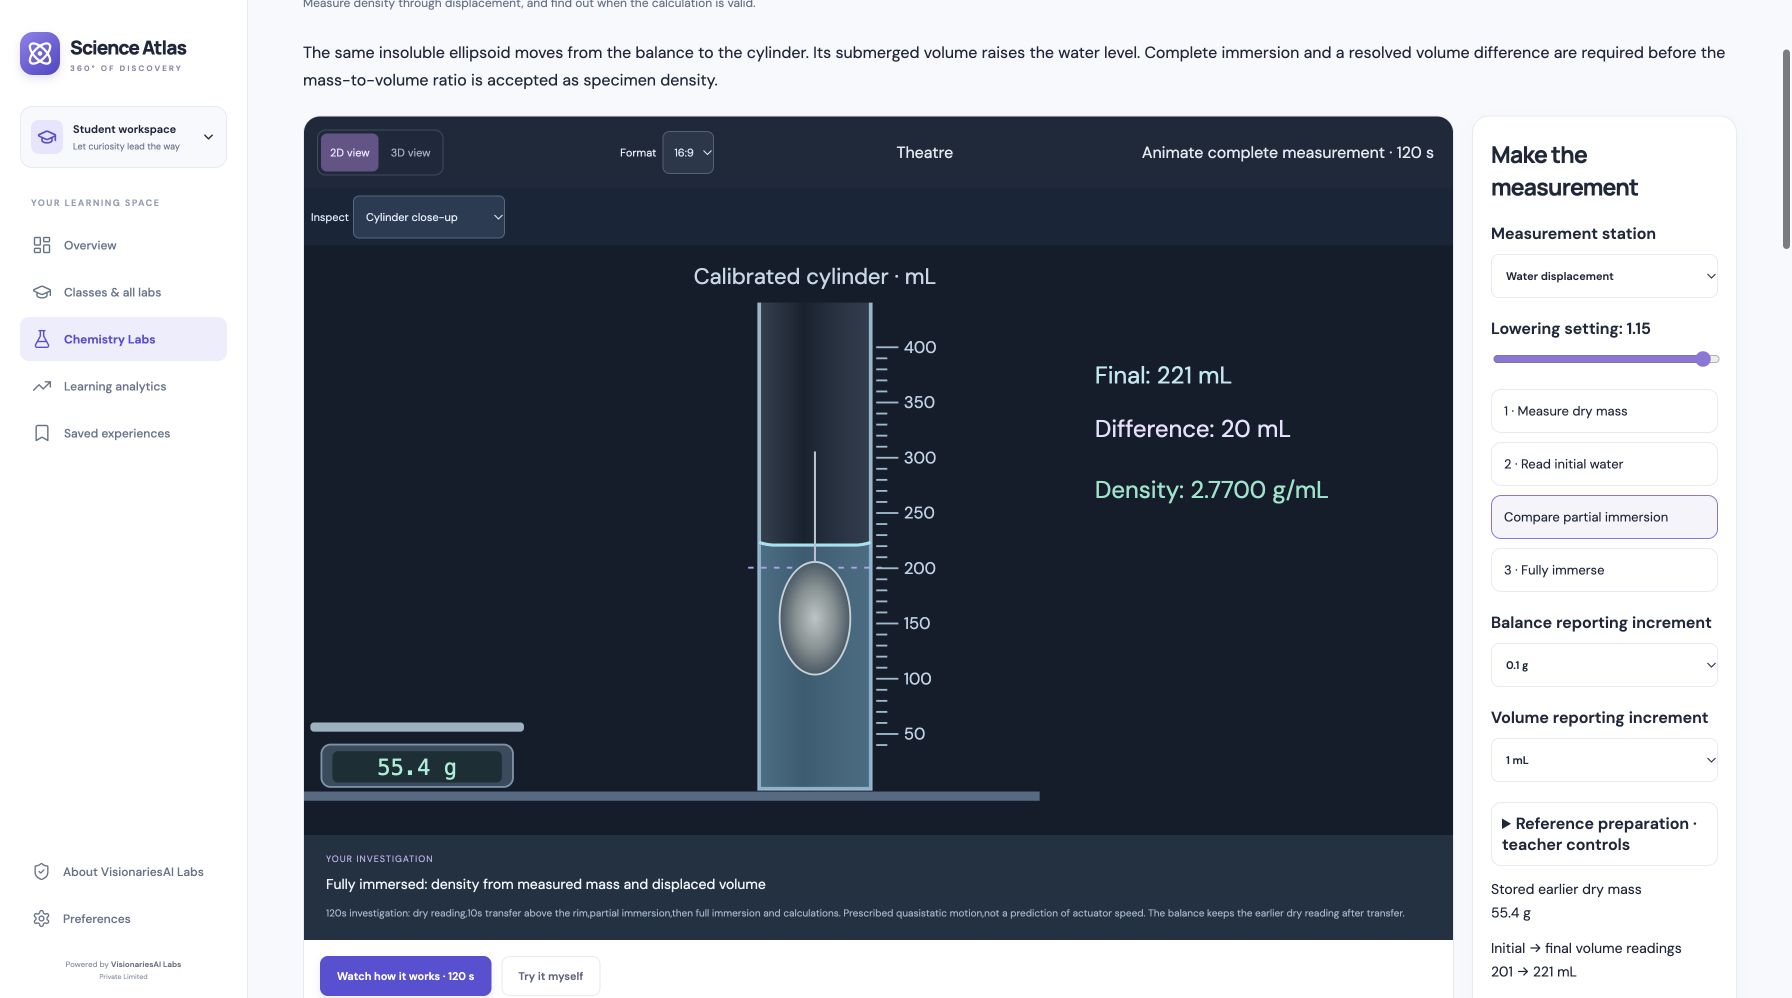 Science Atlas
360° OF DISCOVERY
Student workspace
Let curiosity lead the way
YOUR LEARNING SPACE
Overview
Classes & all labs
Chemistry Labs
Learning analytics
Saved experiences
About VisionariesAI Labs
Preferences
Powered by VisionariesAI Labs
Private Limited
Measure density through displacement, and find out when the calculation is valid.
The same insoluble ellipsoid moves from the balance to the cylinder. Its submerged volume raises the water level. Complete immersion and a resolved volume difference are required before the
mass-to-volume ratio is accepted as specimen density.
2D view
3D view
Format
16:9
Theatre
Animate complete measurement · 120 s
Inspect
Cylinder close-up
Calibrated cylinder · mL
400
350
300
250
200
150
100
50
Final: 221 mL
Difference: 20 mL
Density: 2.7700 g/mL
55.4 g
YOUR INVESTIGATION
Fully immersed: density from measured mass and displaced volume
120s investigation: dry reading,10s transfer above the rim,partial immersion,then full immersion and calculations. Prescribed quasistatic motion,not a prediction of actuator speed. The balance keeps the earlier dry reading after transfer.
Watch how it works · 120 s
Try it myself
Make the
measurement
Measurement station
Water displacement
Lowering setting: 1.15
1 · Measure dry mass
2 · Read initial water
Compare partial immersion
3 · Fully immerse
Balance reporting increment
0.1 g
Volume reporting increment
1 mL
▶ Reference preparation ·
teacher controls
Stored earlier dry mass
55.4 g
Initial → final volume readings
201 → 221 mL